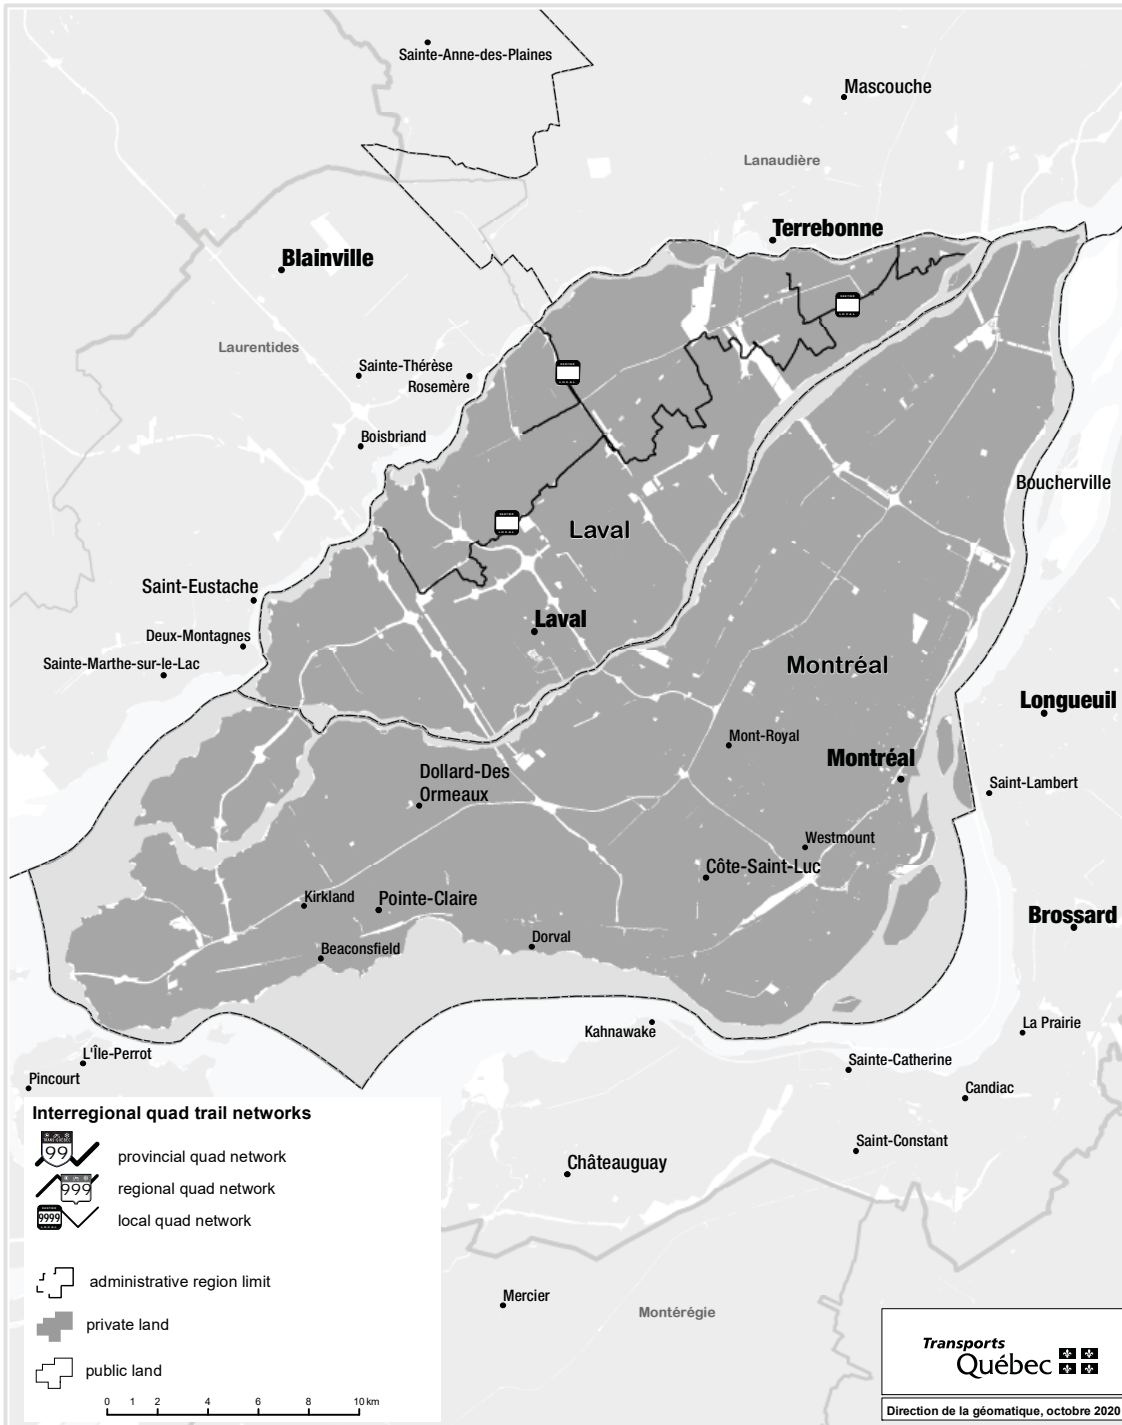 Sainte-Anne-des-Plaines
Mascouche
Lanaudière
Terrebonne
Blainville
Laurentides
Sainte-Thérèse
Rosemère
Boisbriand
Boucherville
Laval
Saint-Eustache
Laval
Deux-Montagnes
Sainte-Marthe-sur-le-Lac
Montréal
Longueuil
Mont-Royal
Montréal
Dollard-Des
Ormeaux
Saint-Lambert
Westmount
Côte-Saint-Luc
Kirkland
Pointe-Claire
Brossard
Dorval
Beaconsfield
Kahnawake
La Prairie
L'Île-Perrot
Sainte-Catherine
Pincourt
Candiac
Saint-Constant
Châteauguay
Mercier
Montérégie
Interregional quad trail networks
99
provincial quad network
999
regional quad network
9999
local quad network
administrative region limit
private land
public land
0 1 2 4 6 8 10 km
Transports
Québec
Direction de la géomatique, octobre 2020